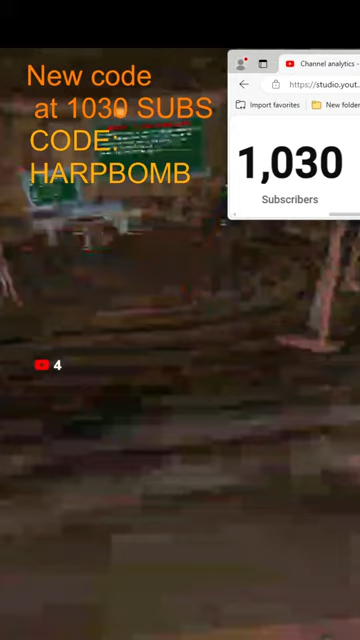 New code
at 1030 SUBS
CODE:
HARPBOMB
Channel analytics -
https://studio.yout
Import favorites
New folder
1,030
Subscribers
4